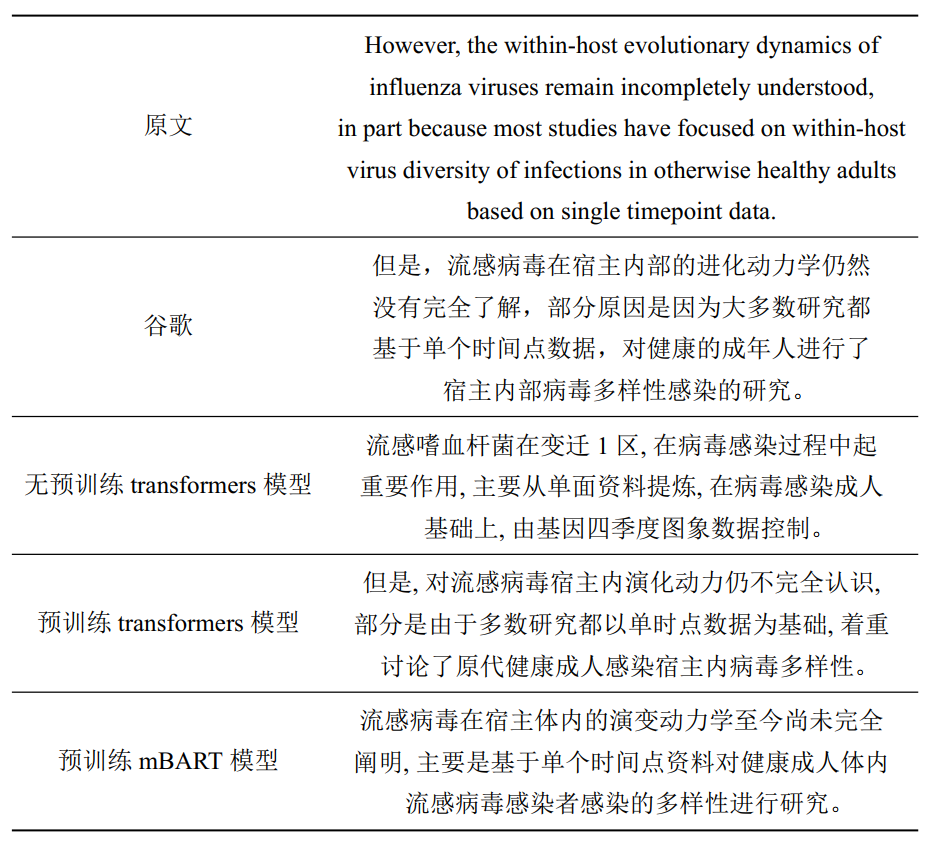 原文
However, the within-host evolutionary dynamics of
influenza viruses remain incompletely understood,
in part because most studies have focused on within-host
virus diversity of infections in otherwise healthy adults
based on single timepoint data.
谷歌
但是，流感病毒在宿主内部的进化动力学仍然
没有完全了解，部分原因是因为大多数研究都
基于单个时间点数据，对健康的成年人进行了
宿主内部病毒多样性感染的研究。
无预训练 transformers 模型
流感嗜血杆菌在变迁 1 区, 在病毒感染过程中起
重要作用, 主要从单面资料提炼, 在病毒感染成人
基础上, 由基因四季度图象数据控制。
预训练 transformers 模型
但是, 对流感病毒宿主内演化动力仍不完全认识,
部分是由于多数研究都以单时点数据为基础, 着重
讨论了原代健康成人感染宿主内病毒多样性。
预训练 mBART 模型
流感病毒在宿主体内的演变动力学至今尚未完全
阐明, 主要是基于单个时间点资料对健康成人体内
流感病毒感染者感染的多样性进行研究。